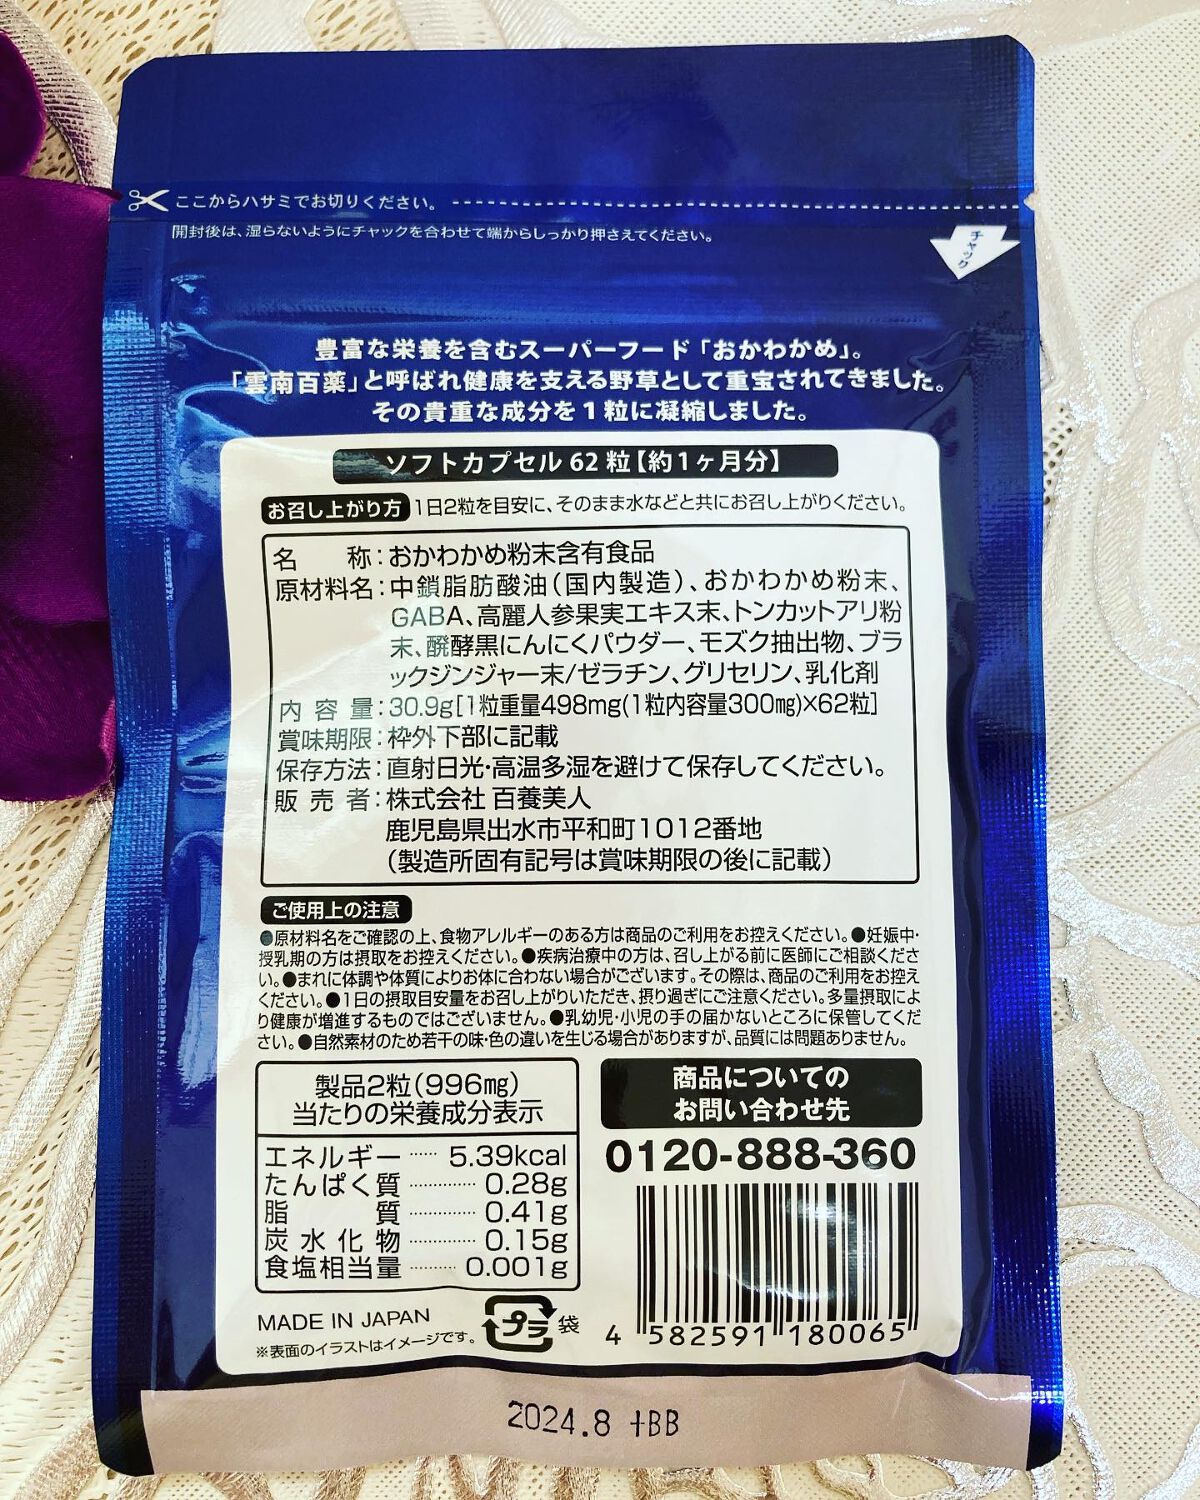 ここからハサミでお切りください。
開封後は、湿らないようにチャックを合わせて端からしっかり押さえてください。
チャック
豊富な栄養を含むスーパーフード「おかわかめ」。
「雲南百薬」と呼ばれ健康を支える野草として重宝されてきました。
その貴重な成分を1粒に凝縮しました。
ソフトカプセル 62 粒【約1ヶ月分】
お召し上がり方 1日2粒を目安に、そのまま水などと共にお召し上がりください。
名　　称：おかわかめ粉末含有食品
原材料名：中鎖脂肪酸油（国内製造）、おかわかめ粉末、
GABA、高麗人参果実エキス末、トンカットアリ粉
末、醗酵黒にんにくパウダー、モズク抽出物、ブラ
ックジンジャー末/ゼラチン、グリセリン、乳化剤
内 容 量：30.9g[1粒重量498mg(1粒内容量300mg)×62粒]
賞味期限：枠外下部に記載
保存方法：直射日光・高温多湿を避けて保存してください。
販 売 者：株式会社 百養美人
鹿児島県出水市平和町1012番地
（製造所固有記号は賞味期限の後に記載）
ご使用上の注意
●原材料名をご確認の上、食物アレルギーのある方は商品のご利用をお控えください。●妊娠中・
授乳期の方は摂取をお控えください。●疾病治療中の方は、召し上がる前に医師にご相談くださ
い。●まれに体調や体質によりお体に合わない場合がございます。その際は、商品のご利用をお控え
ください。●1日の摂取目安量をお召し上がりいただき、摂り過ぎにご注意ください。多量摂取によ
り健康が増進するものではございません。●乳幼児・小児の手の届かないところに保管してくだ
さい。●自然素材のため若干の味・色の違いを生じる場合がありますが、品質には問題ありません。
製品2粒（996mg）
当たりの栄養成分表示
エネルギー …… 5.39kcal
たんぱく質 ………… 0.28g
脂　　質 ………… 0.41g
炭 水 化 物 ………… 0.15g
食塩相当量 ……… 0.001g
MADE IN JAPAN
※表面のイラストはイメージです。
プラ 袋
商品についての
お問い合わせ先
0120-888-360
4 582591 180065
2024.8 +BB